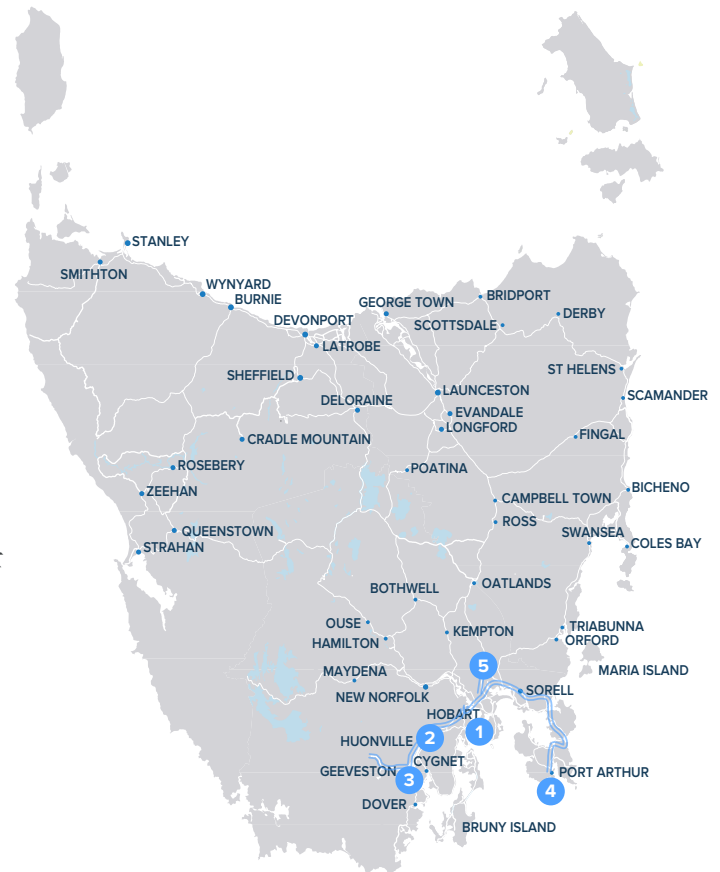 STANLEY
SMITHTON
WYNYARD
BURNIE
GEORGE TOWN
BRIDPORT
DERBY
DEVONPORT
SCOTTSDALE
LATROBE
ST HELENS
SHEFFIELD
LAUNCESTON
SCAMANDER
DELORAINE
EVANDALE
LONGFORD
FINGAL
CRADLE MOUNTAIN
ROSEBERY
POATINA
ZEEHAN
BICHENO
CAMPBELL TOWN
ROSS
QUEENSTOWN
SWANSEA
COLES BAY
STRAHAN
OATLANDS
BOTHWELL
OUSE
KEMPTON
TRIABUNNA
HAMILTON
ORFORD
5
MAYDENA
MARIA ISLAND
NEW NORFOLK
SORELL
HOBART
1
HUONVILLE
2
CYGNET
GEEVESTON
3
PORT ARTHUR
4
DOVER
BRUNY ISLAND